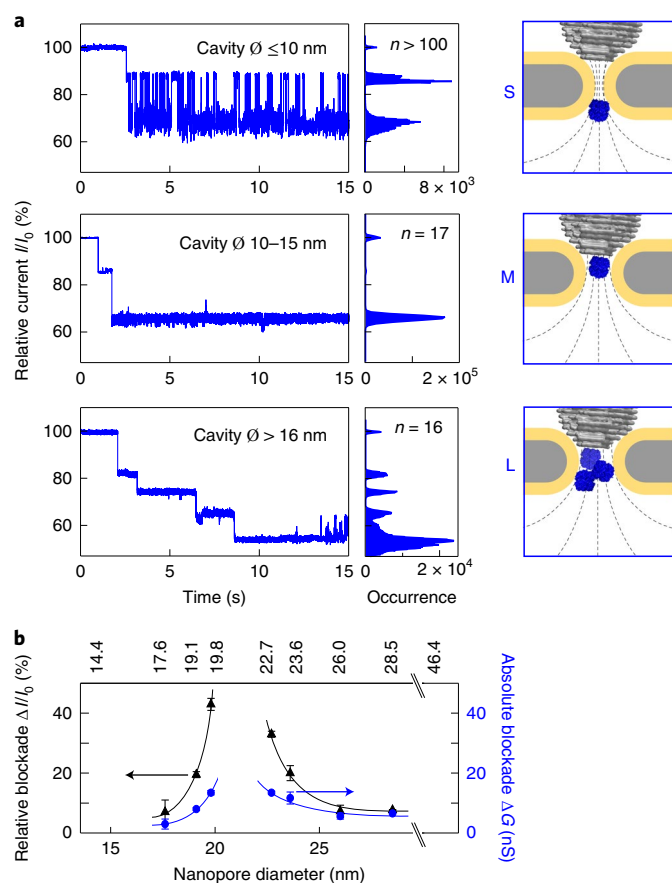 a
100
80
60
0
5
10
15
Cavity Ø ≤10 nm
n > 100
0
8 × 10³
S
100
80
60
0
5
10
15
Cavity Ø 10–15 nm
n = 17
0
2 × 10⁵
M
Relative current I/I₀ (%)
100
80
60
0
5
10
15
Cavity Ø > 16 nm
n = 16
0
2 × 10⁴
L
Time (s)
Occurrence
b
14.4
17.6
19.1
19.8
22.7
23.6
26.0
28.5
46.4
Relative blockade ΔI/I₀ (%)
40
20
0
15
20
25
Nanopore diameter (nm)
40
20
0
Absolute blockade ΔG (nS)